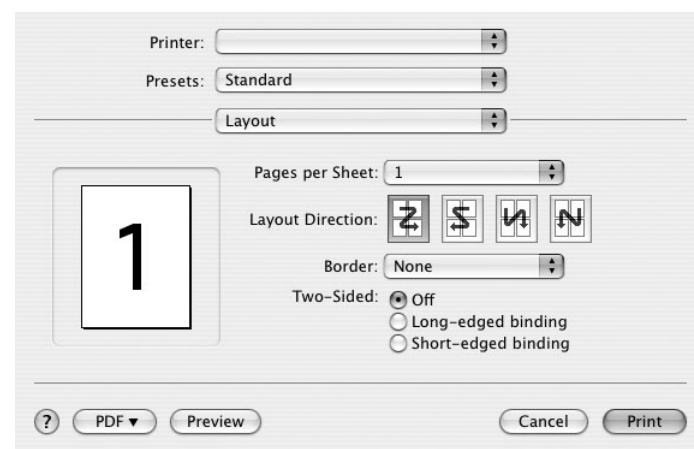 Printer:
Presets: Standard
Layout
Pages per Sheet: 1
1
Layout Direction:
Border: None
Two-Sided: Off
Long-edged binding
Short-edged binding
? PDF▼ Preview Cancel Print